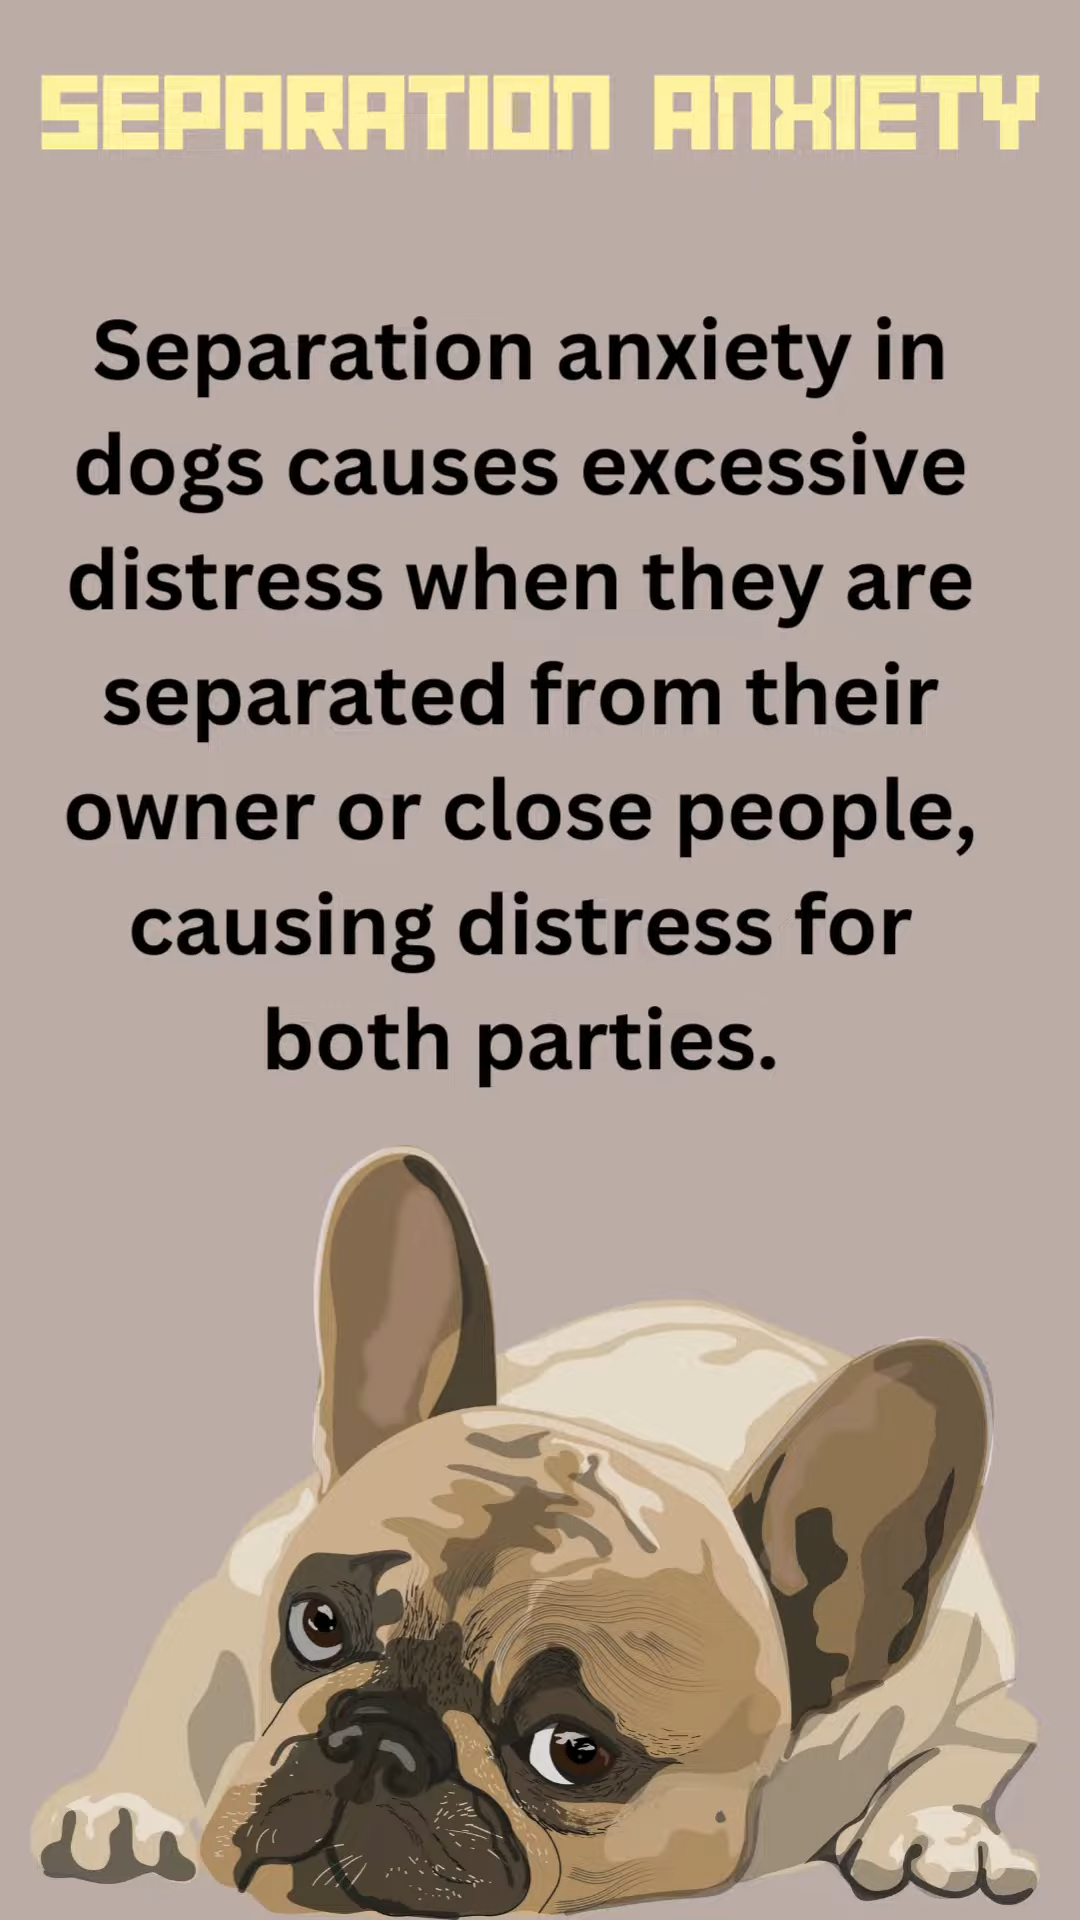 SEPARATION ANXIETY
Separation anxiety in
dogs causes excessive
distress when they are
separated from their
owner or close people,
causing distress for
both parties.